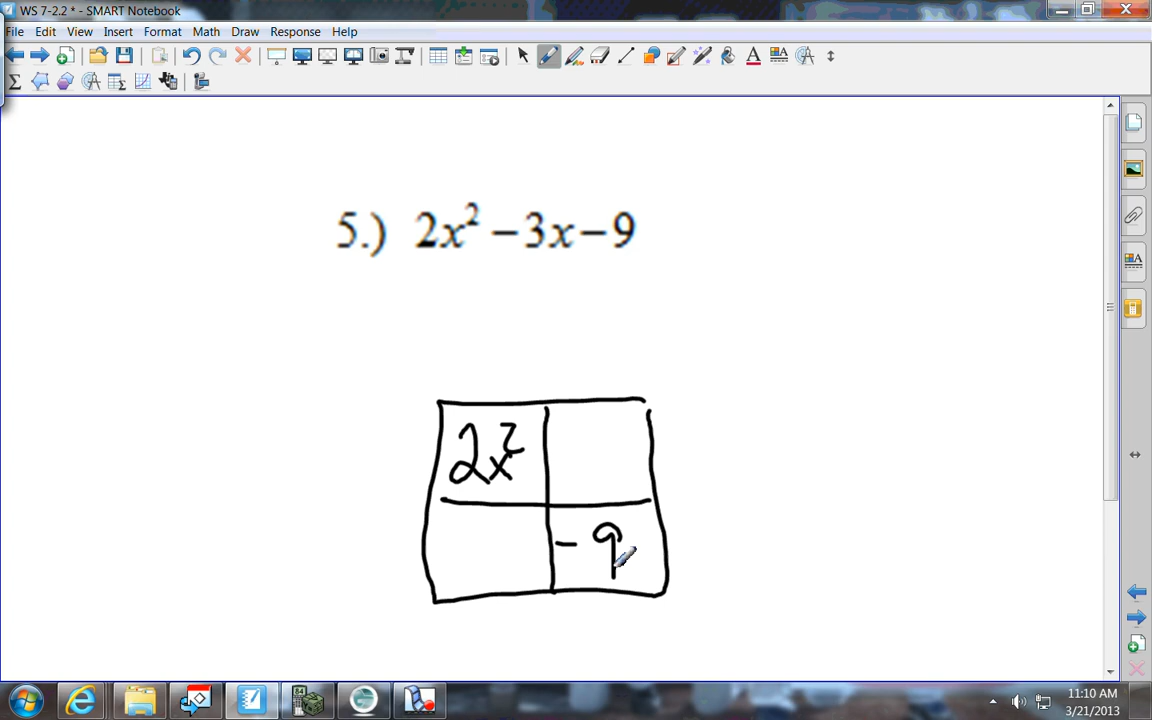 WS 7-2.2 * - SMART Notebook
File Edit View Insert Format Math Draw Response Help
5.) 2x² – 3x – 9
2x²
- 9
11:10 AM
3/21/2013